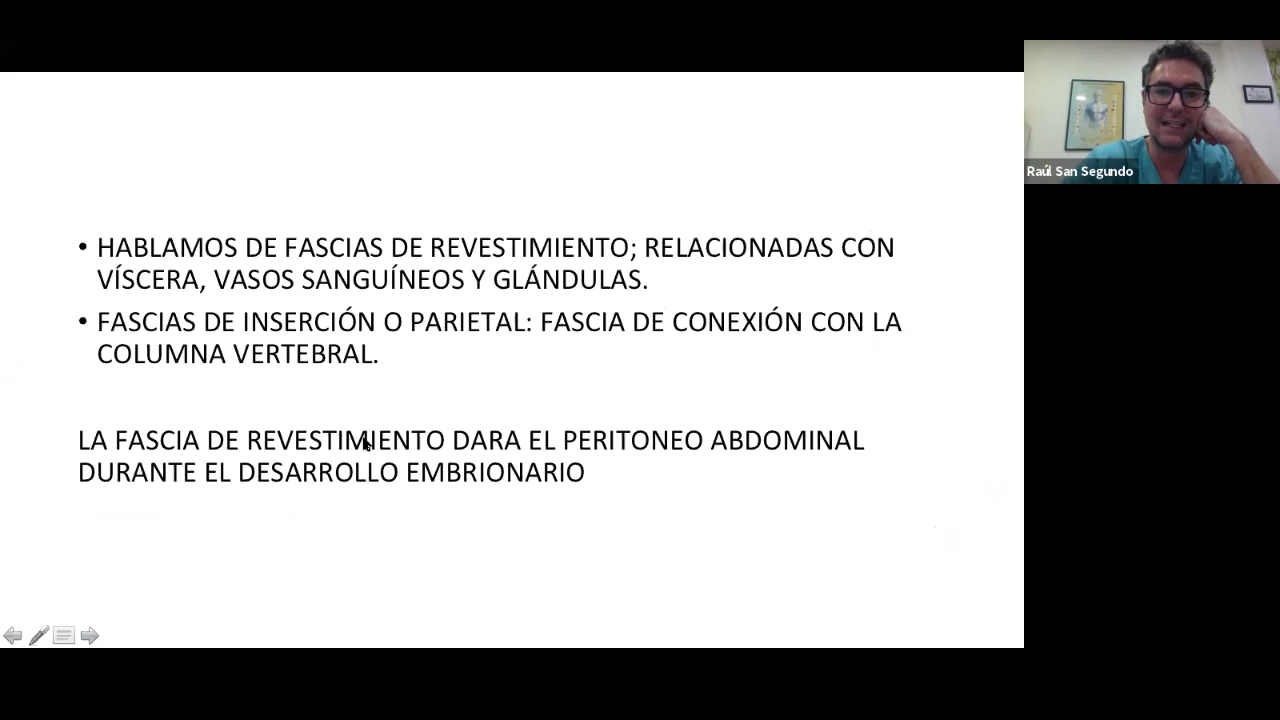 • HABLAMOS DE FASCIAS DE REVESTIMIENTO; RELACIONADAS CON
VÍSCERA, VASOS SANGUÍNEOS Y GLÁNDULAS.
• FASCIAS DE INSERCIÓN O PARIETAL: FASCIA DE CONEXIÓN CON LA
COLUMNA VERTEBRAL.
LA FASCIA DE REVESTIMIENTO DARA EL PERITONEO ABDOMINAL
DURANTE EL DESARROLLO EMBRIONARIO
Raúl San Segundo